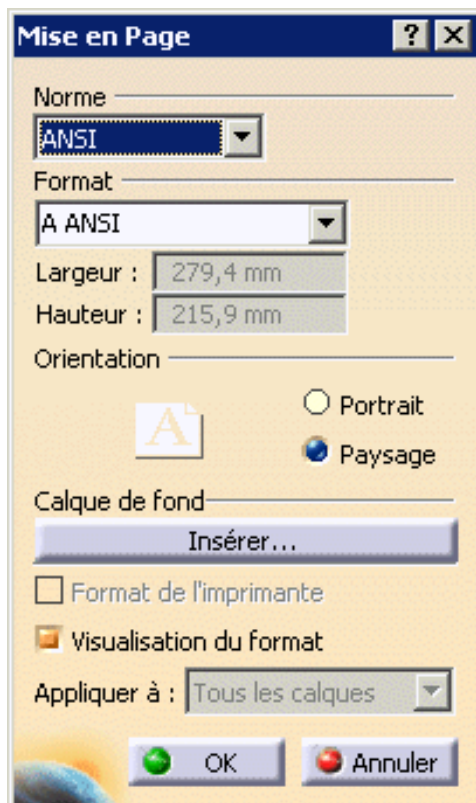 Mise en Page ? X
Norme
ANSI
Format
A ANSI
Largeur : 279,4 mm
Hauteur : 215,9 mm
Orientation
A
Portrait
Paysage
Calque de fond
Insérer...
Format de l'imprimante
Visualisation du format
Appliquer à : Tous les calques
OK Annuler